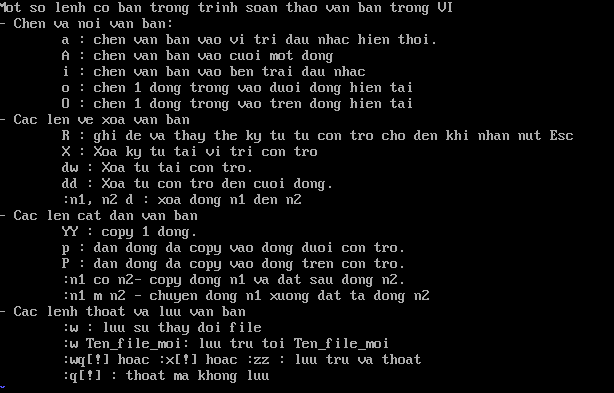 Mot so lenh co ban trong trinh soan thao van ban trong VI
- Chen va noi van ban:
a : chen van ban vao vi tri dau nhac hien thoi.
A : chen van ban vao cuoi mot dong
i : chen van ban vao ben trai dau nhac
o : chen 1 dong trong vao duoi dong hien tai
O : chen 1 dong trong vao tren dong hien tai
- Cac len ve xoa van ban
R : ghi de va thay the ky tu tu con tro cho den khi nhan nut Esc
X : Xoa ky tu tai vi tri con tro
dw : Xoa tu tai con tro.
dd : Xoa tu con tro den cuoi dong.
:n1, n2 d : xoa dong n1 den n2
- Cac len cat dan van ban
YY : copy 1 dong.
p : dan dong da copy vao dong duoi con tro.
P : dan dong da copy vao dong tren con tro.
:n1 co n2- copy dong n1 va dat sau dong n2.
:n1 m n2 - chuyen dong n1 xuong dat ta dong n2
- Cac lenh thoat va luu van ban
:w : luu su thay doi file
:w Ten_file_moi: luu tru toi Ten_file_moi
:wq[!] hoac :x[!] hoac :zz : luu tru va thoat
:q[!] : thoat ma khong luu
~